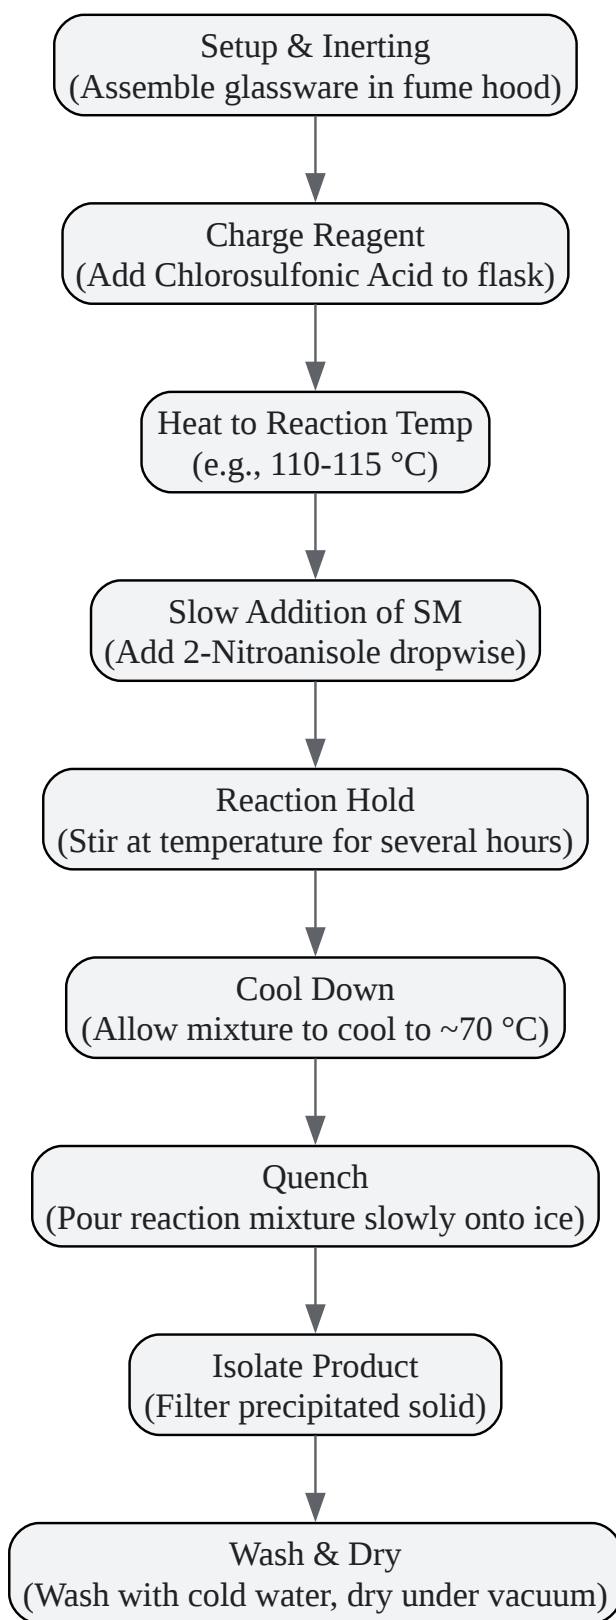 Setup & Inerting
(Assemble glassware in fume hood)
Charge Reagent
(Add Chlorosulfonic Acid to flask)
Heat to Reaction Temp
(e.g., 110-115 °C)
Slow Addition of SM
(Add 2-Nitroanisole dropwise)
Reaction Hold
(Stir at temperature for several hours)
Cool Down
(Allow mixture to cool to ~70 °C)
Quench
(Pour reaction mixture slowly onto ice)
Isolate Product
(Filter precipitated solid)
Wash & Dry
(Wash with cold water, dry under vacuum)